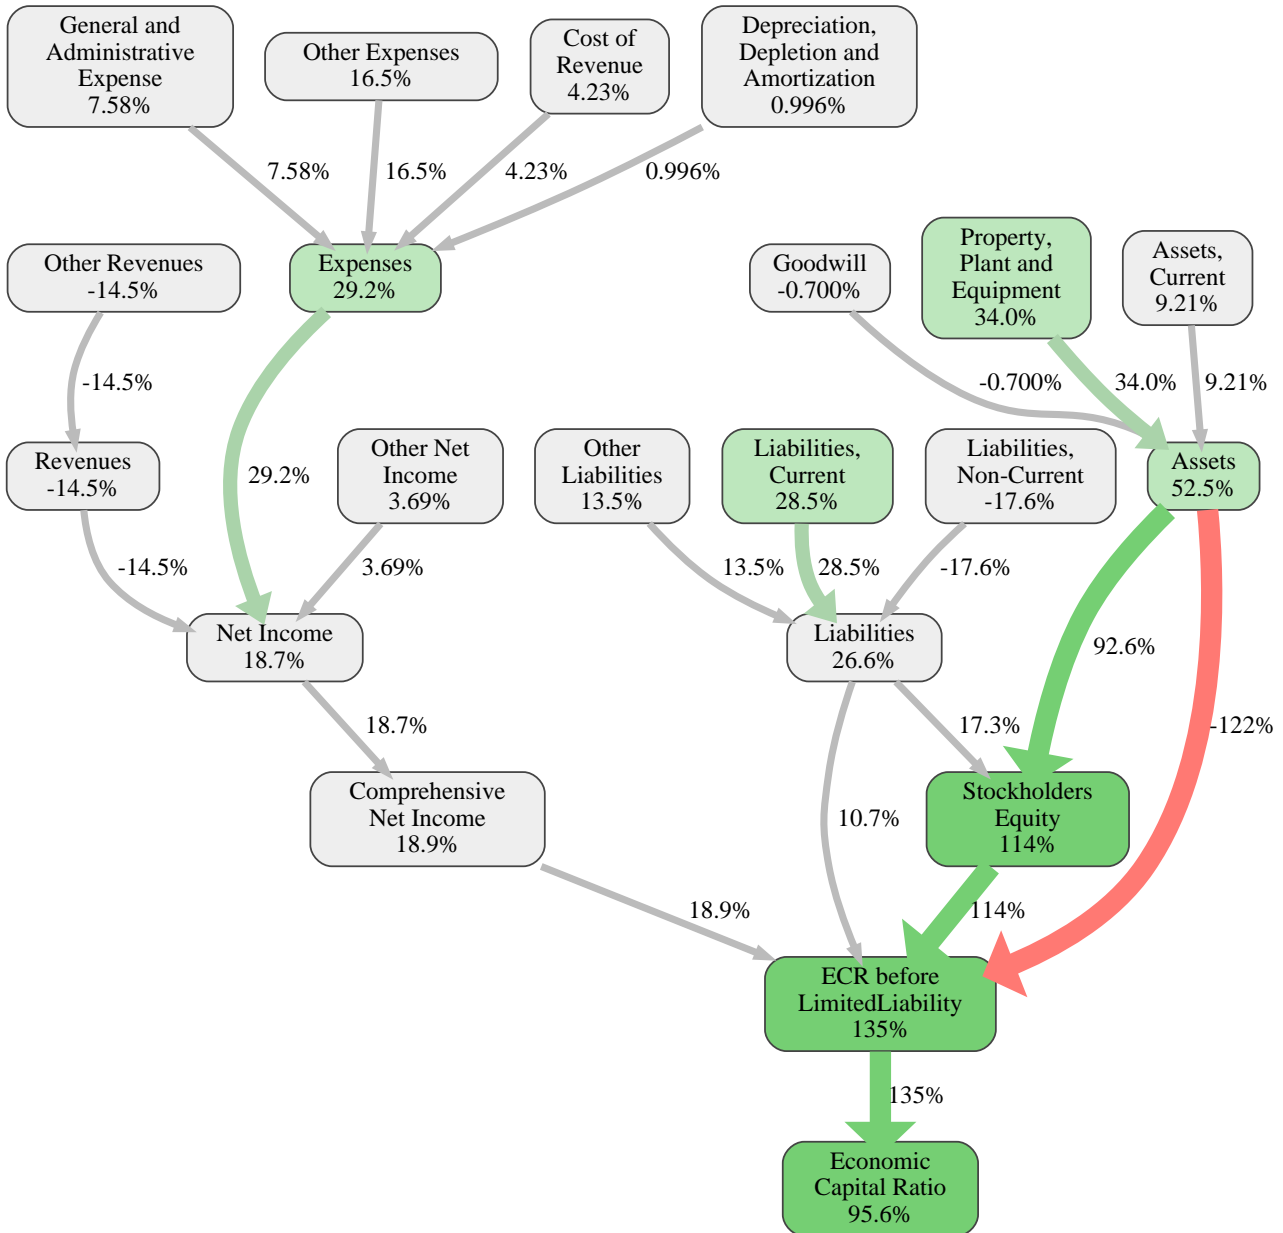 General and
Administrative
Expense
7.58%
Other Expenses
16.5%
Cost of
Revenue
4.23%
Depreciation,
Depletion and
Amortization
0.996%
7.58%
16.5%
4.23%
0.996%
Other Revenues
-14.5%
Expenses
29.2%
Goodwill
-0.700%
Property,
Plant and
Equipment
34.0%
Assets,
Current
9.21%
-14.5%
-0.700%
34.0%
9.21%
Revenues
-14.5%
29.2%
Other Net
Income
3.69%
Other
Liabilities
13.5%
Liabilities,
Current
28.5%
Liabilities,
Non-Current
-17.6%
Assets
52.5%
-14.5%
3.69%
13.5%
28.5%
-17.6%
Net Income
18.7%
Liabilities
26.6%
92.6%
18.7%
17.3%
-122%
Comprehensive
Net Income
18.9%
10.7%
Stockholders
Equity
114%
18.9%
114%
ECR before
LimitedLiability
135%
135%
Economic
Capital Ratio
95.6%